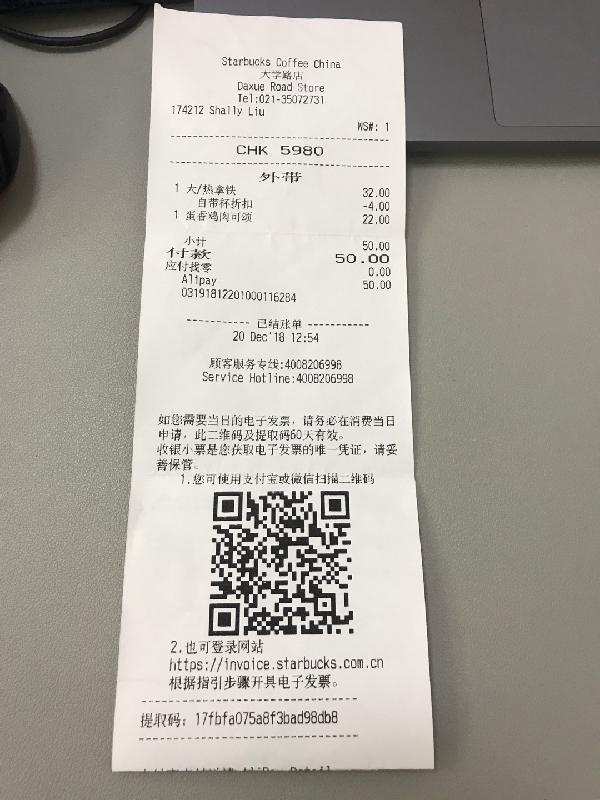 Starbucks Coffee China
大学路店
Daxue Road Store
Tel:021-35072731
174212 Shally Liu
WS#: 1
CHK 5980
外带
1 大/热拿铁 32.00
自带杯折扣 -4.00
1 蛋香鸡肉可颂 22.00
小计 50.00
付款 50.00
应付找零 0.00
Alipay 50.00
03191812201000116284
----------- 已结账单 -----------
20 Dec'18 12:54
顾客服务专线:4008206998
Service Hotline:4008206998
如您需要当日的电子发票，请务必在消费当日
申请，此二维码及提取码60天有效。
收银小票是您获取电子发票的唯一凭证，请妥
善保管。
1.您可使用支付宝或微信扫描二维码
2.也可登录网站
https://invoice.starbucks.com.cn
根据指引步骤开具电子发票。
提取码: 17fbfa075a8f3bad98db8